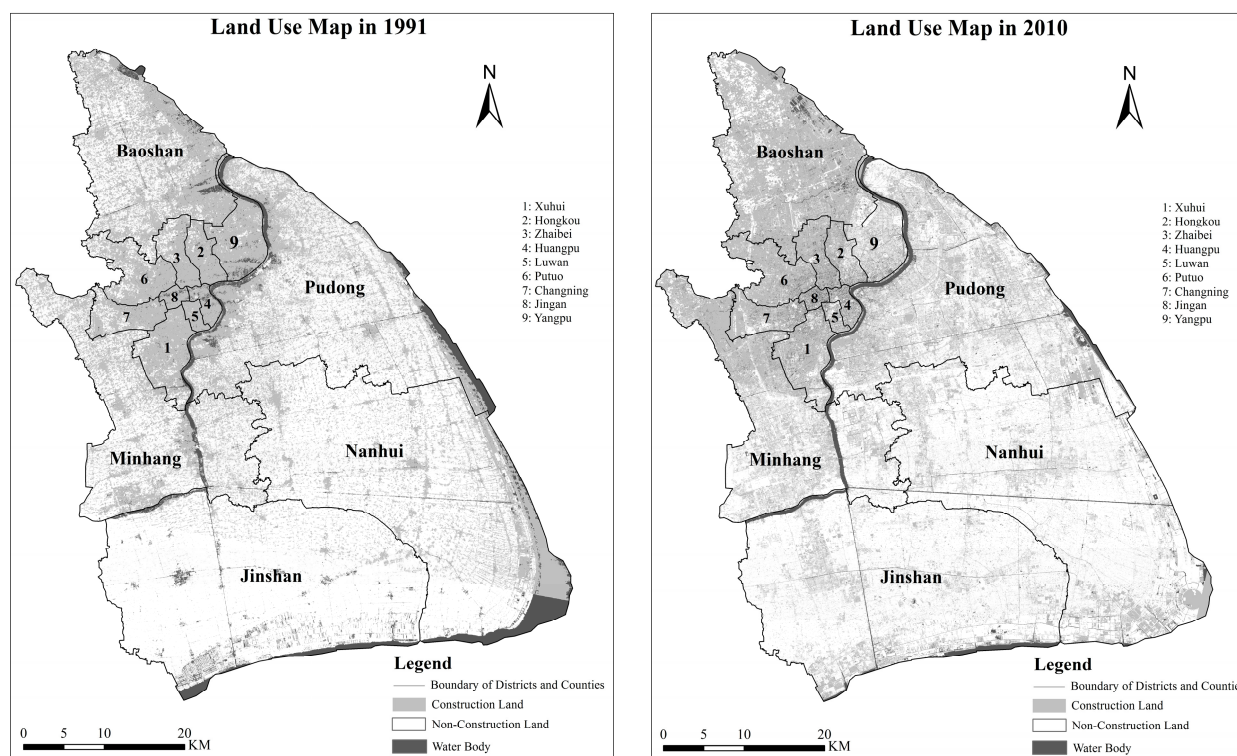 Land Use Map in 1991
N
Baoshan
1: Xuhui
2: Hongkou
3: Zhaibei
4: Huangpu
5: Luwan
6: Putuo
7: Changning
8: Jingan
9: Yangpu
9
2
3
6
8
4
7
5
1
Pudong
Minhang
Nanhui
Jinshan
Legend
Boundary of Districts and Counties
Construction Land
Non-Construction Land
Water Body
0 5 10 20
KM
Land Use Map in 2010
N
Baoshan
1: Xuhui
2: Hongkou
3: Zhaibei
4: Huangpu
5: Luwan
6: Putuo
7: Changning
8: Jingan
9: Yangpu
9
2
3
6
8
4
7
5
1
Pudong
Minhang
Nanhui
Jinshan
Legend
Boundary of Districts and Countie
Construction Land
Non-Construction Land
Water Body
0 5 10 20
KM